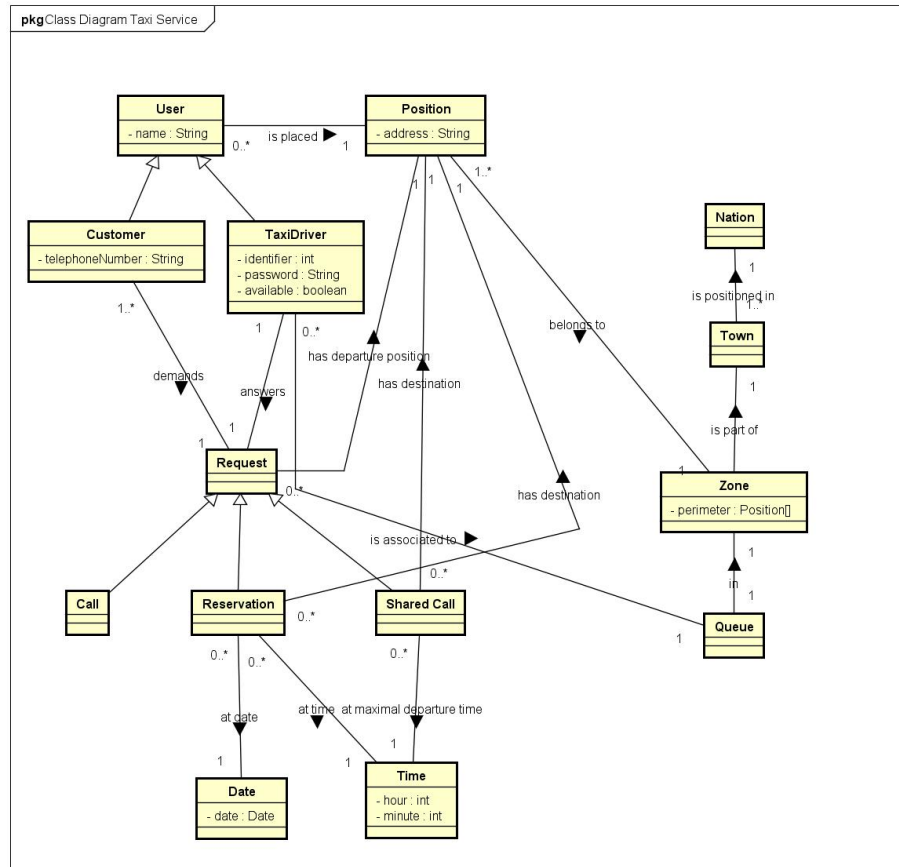 pkg Class Diagram Taxi Service
User
- name : String
is placed
0..*
1
Position
- address : String
1
1
1
1..*
Customer
- telephoneNumber : String
1..*
TaxiDriver
- identifier : int
- password : String
- available : boolean
1
0..*
Nation
1
is positioned in
1..*
Town
1
is part of
belongs to
has departure position
has destination
demands
answers
1
1
Request
0..*
has destination
is associated to
1
Zone
- perimeter : Position[]
1
in
1
Queue
1
Call
Reservation
0..*
Shared Call
0..*
0..*
0..*
0..*
at date
at time
at maximal departure time
1
1
1
Date
- date : Date
Time
- hour : int
- minute : int